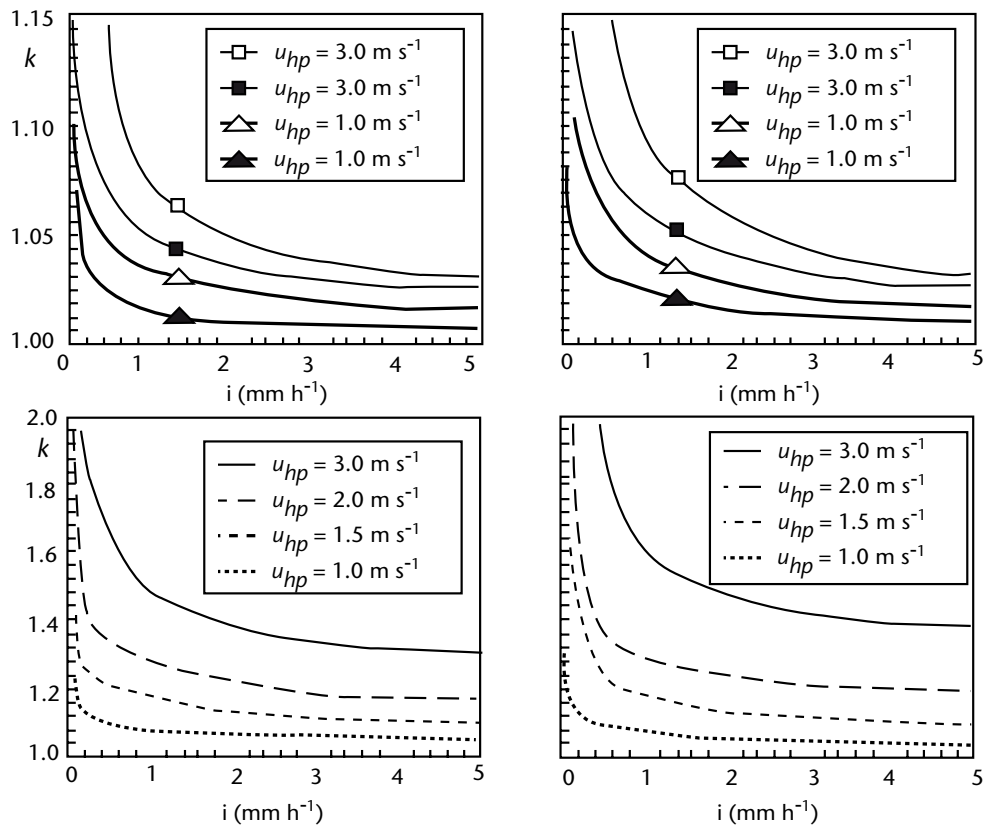 1.15
k
1.10
1.05
1.00
u_hp = 3.0 m s⁻¹
u_hp = 3.0 m s⁻¹
u_hp = 1.0 m s⁻¹
u_hp = 1.0 m s⁻¹
0 1 2 3 4 5
i (mm h⁻¹)
u_hp = 3.0 m s⁻¹
u_hp = 3.0 m s⁻¹
u_hp = 1.0 m s⁻¹
u_hp = 1.0 m s⁻¹
0 1 2 3 4 5
i (mm h⁻¹)
2.0
k
1.8
1.6
1.4
1.2
1.0
u_hp = 3.0 m s⁻¹
u_hp = 2.0 m s⁻¹
u_hp = 1.5 m s⁻¹
u_hp = 1.0 m s⁻¹
0 1 2 3 4 5
i (mm h⁻¹)
u_hp = 3.0 m s⁻¹
u_hp = 2.0 m s⁻¹
u_hp = 1.5 m s⁻¹
u_hp = 1.0 m s⁻¹
0 1 2 3 4 5
i (mm h⁻¹)